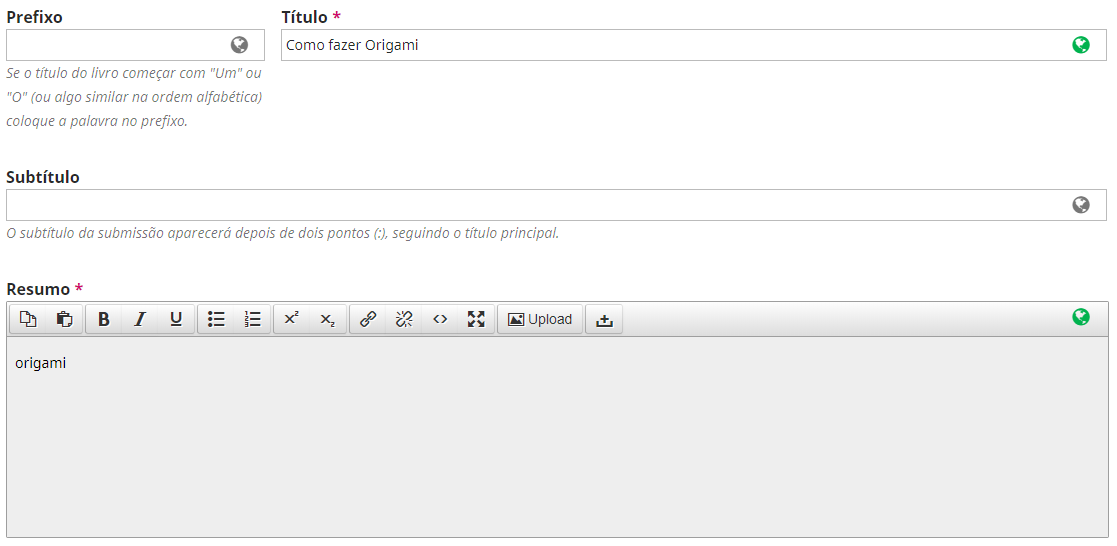 Prefixo
Título *
Como fazer Origami
Se o título do livro começar com "Um" ou
"O" (ou algo similar na ordem alfabética)
coloque a palavra no prefixo.
Subtítulo
O subtítulo da submissão aparecerá depois de dois pontos (:), seguindo o título principal.
Resumo *
B I U x² x₂ <> Upload
origami